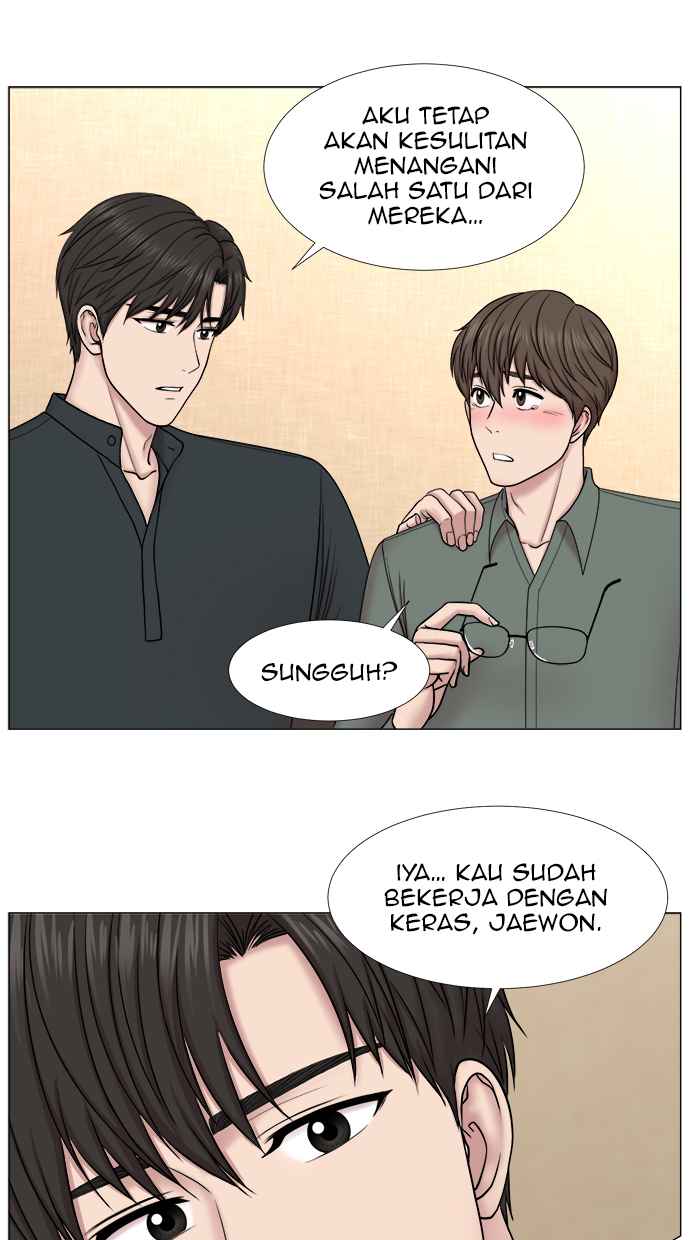 AKU TETAP
AKAN KESULITAN
MENANGANI
SALAH SATU DARI
MEREKA...
SUNGGUH?
IYA... KAU SUDAH
BEKERJA DENGAN
KERAS, JAEWON.